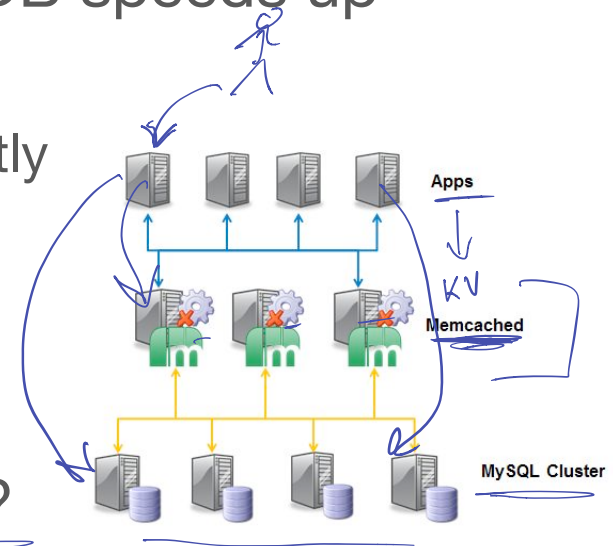 DB speeds up
tly
Apps
KV
Memcached
MySQL Cluster
?